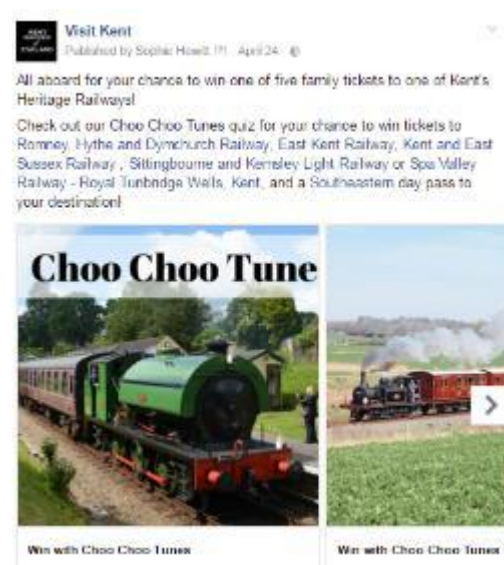 Visit Kent
Published by Sophie Howitt [?] · April 24 ·
All aboard for your chance to win one of five family tickets to one of Kent's
Heritage Railways!
Check out our Choo Choo Tunes quiz for your chance to win tickets to
Romney, Hythe and Dymchurch Railway, East Kent Railway, Kent and East
Sussex Railway , Sittingbourne and Kemsley Light Railway or Spa Valley
Railway - Royal Tunbridge Wells, Kent, and a Southeastern day pass to
your destination!
Choo Choo Tune
Win with Choo Choo Tunes
Win with Choo Choo Tunes